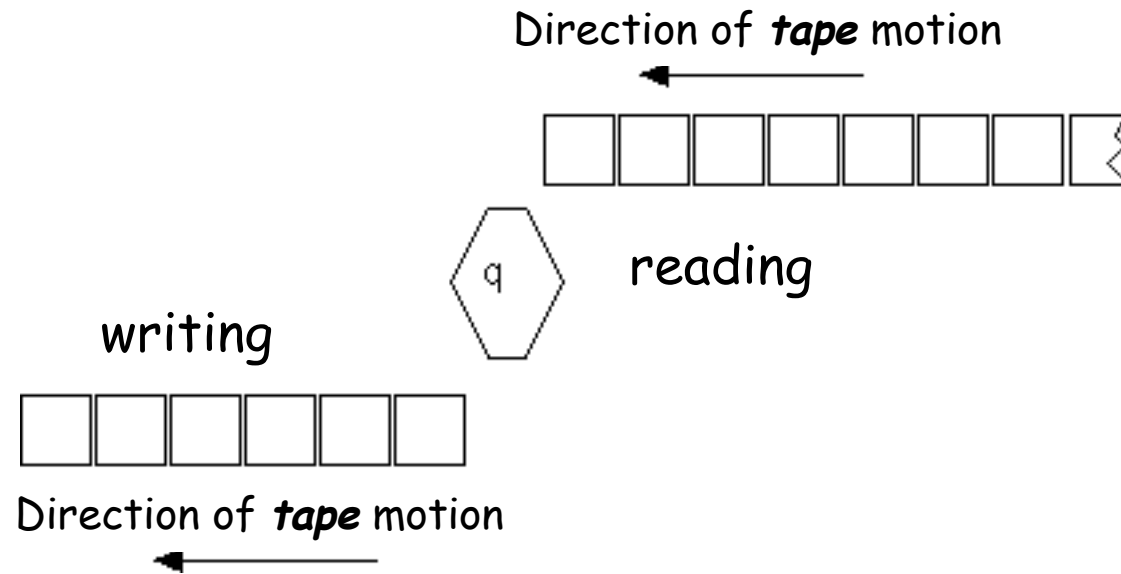 Direction of tape motion
q
reading
writing
Direction of tape motion